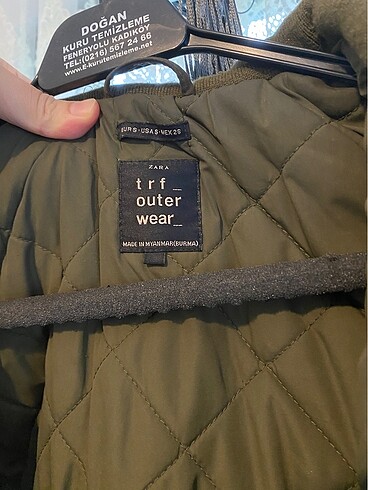 DOĞAN
KURU TEMİZLEME
FENERYOLU KADIKÖY
TEL:(0216) 567 24 66
www.E-kurutemizleme.net
EUR S - USA S - MEX 26
ZARA
trf_
outer
wear_
MADE IN MYANMAR(BURMA)